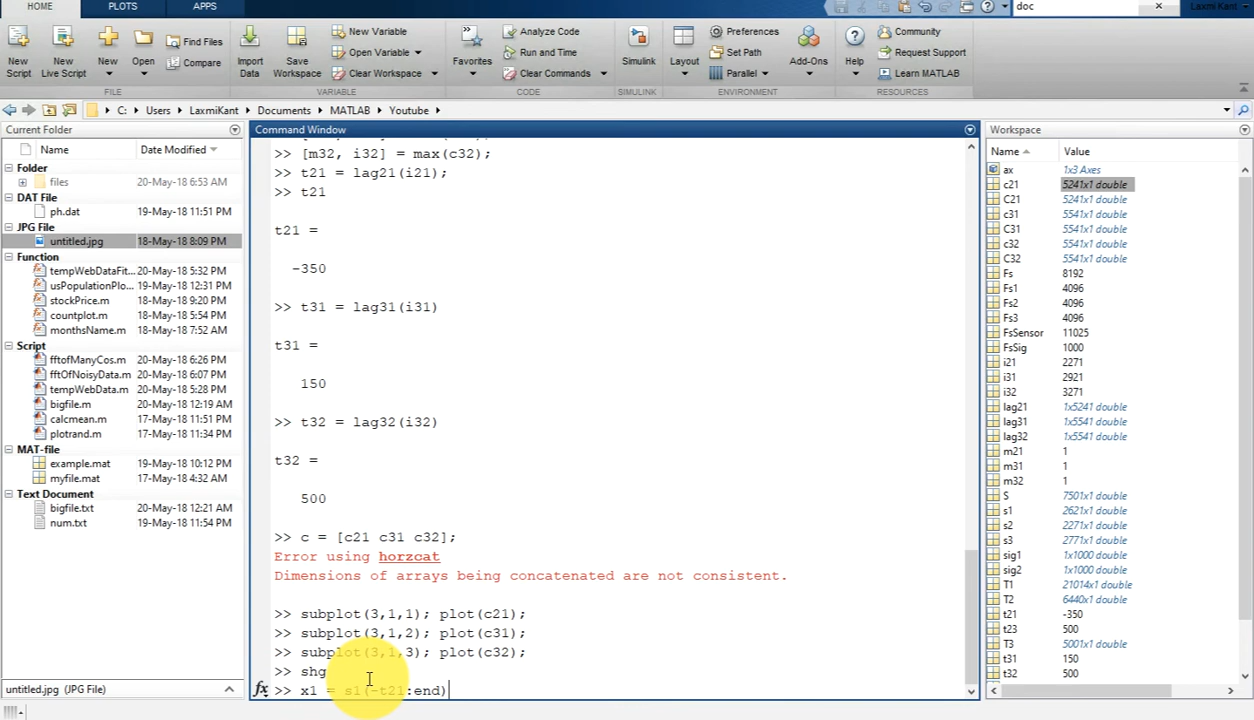 HOME PLOTS APPS doc Laxmi Kant
New Script
New Live Script
New
Open
Find Files
Compare
Import Data
Save Workspace
New Variable
Open Variable
Clear Workspace
Favorites
Analyze Code
Run and Time
Clear Commands
Simulink
Layout
Preferences
Set Path
Parallel
Add-Ons
Help
Community
Request Support
Learn MATLAB
FILE VARIABLE CODE SIMULINK ENVIRONMENT RESOURCES
C: Users LaxmiKant Documents MATLAB Youtube
Current Folder
Name Date Modified
Folder
files 20-May-18 6:53 AM
DAT File
ph.dat 19-May-18 11:51 PM
JPG File
untitled.jpg 18-May-18 8:09 PM
Function
tempWebDataFit... 20-May-18 5:32 PM
usPopulationPlo... 19-May-18 12:31 PM
stockPrice.m 18-May-18 9:20 PM
countplot.m 18-May-18 5:54 PM
monthsName.m 18-May-18 7:52 AM
Script
fftofManyCos.m 20-May-18 6:26 PM
fftOfNoisyData.m 20-May-18 6:07 PM
tempWebData.m 20-May-18 5:28 PM
bigfile.m 20-May-18 12:19 AM
calcmean.m 17-May-18 11:51 PM
plotrand.m 17-May-18 11:34 PM
MAT-file
example.mat 19-May-18 10:12 PM
myfile.mat 17-May-18 4:32 AM
Text Document
bigfile.txt 20-May-18 12:21 AM
num.txt 19-May-18 11:54 PM
untitled.jpg (JPG File)
Command Window
>> [m32, i32] = max(c32);
>> t21 = lag21(i21);
>> t21
t21 =
-350
>> t31 = lag31(i31)
t31 =
150
>> t32 = lag32(i32)
t32 =
500
>> c = [c21 c31 c32];
Error using horzcat
Dimensions of arrays being concatenated are not consistent.
>> subplot(3,1,1); plot(c21);
>> subplot(3,1,2); plot(c31);
>> subplot(3,1,3); plot(c32);
>> shg
fx >> x1 = s1(-t21:end)
Workspace
Name Value
ax 1x3 Axes
c21 5241x1 double
C21 5241x1 double
c31 5541x1 double
C31 5541x1 double
c32 5541x1 double
C32 5541x1 double
Fs 8192
Fs1 4096
Fs2 4096
Fs3 4096
FsSensor 11025
FsSig 1000
i21 2271
i31 2921
i32 3271
lag21 1x5241 double
lag31 1x5541 double
lag32 1x5541 double
m21 1
m31 1
m32 1
S 7501x1 double
s1 2621x1 double
s2 2271x1 double
s3 2771x1 double
sig1 1x1000 double
sig2 1x1000 double
T1 21014x1 double
T2 6440x1 double
t21 -350
t23 500
T3 5001x1 double
t31 150
t32 500